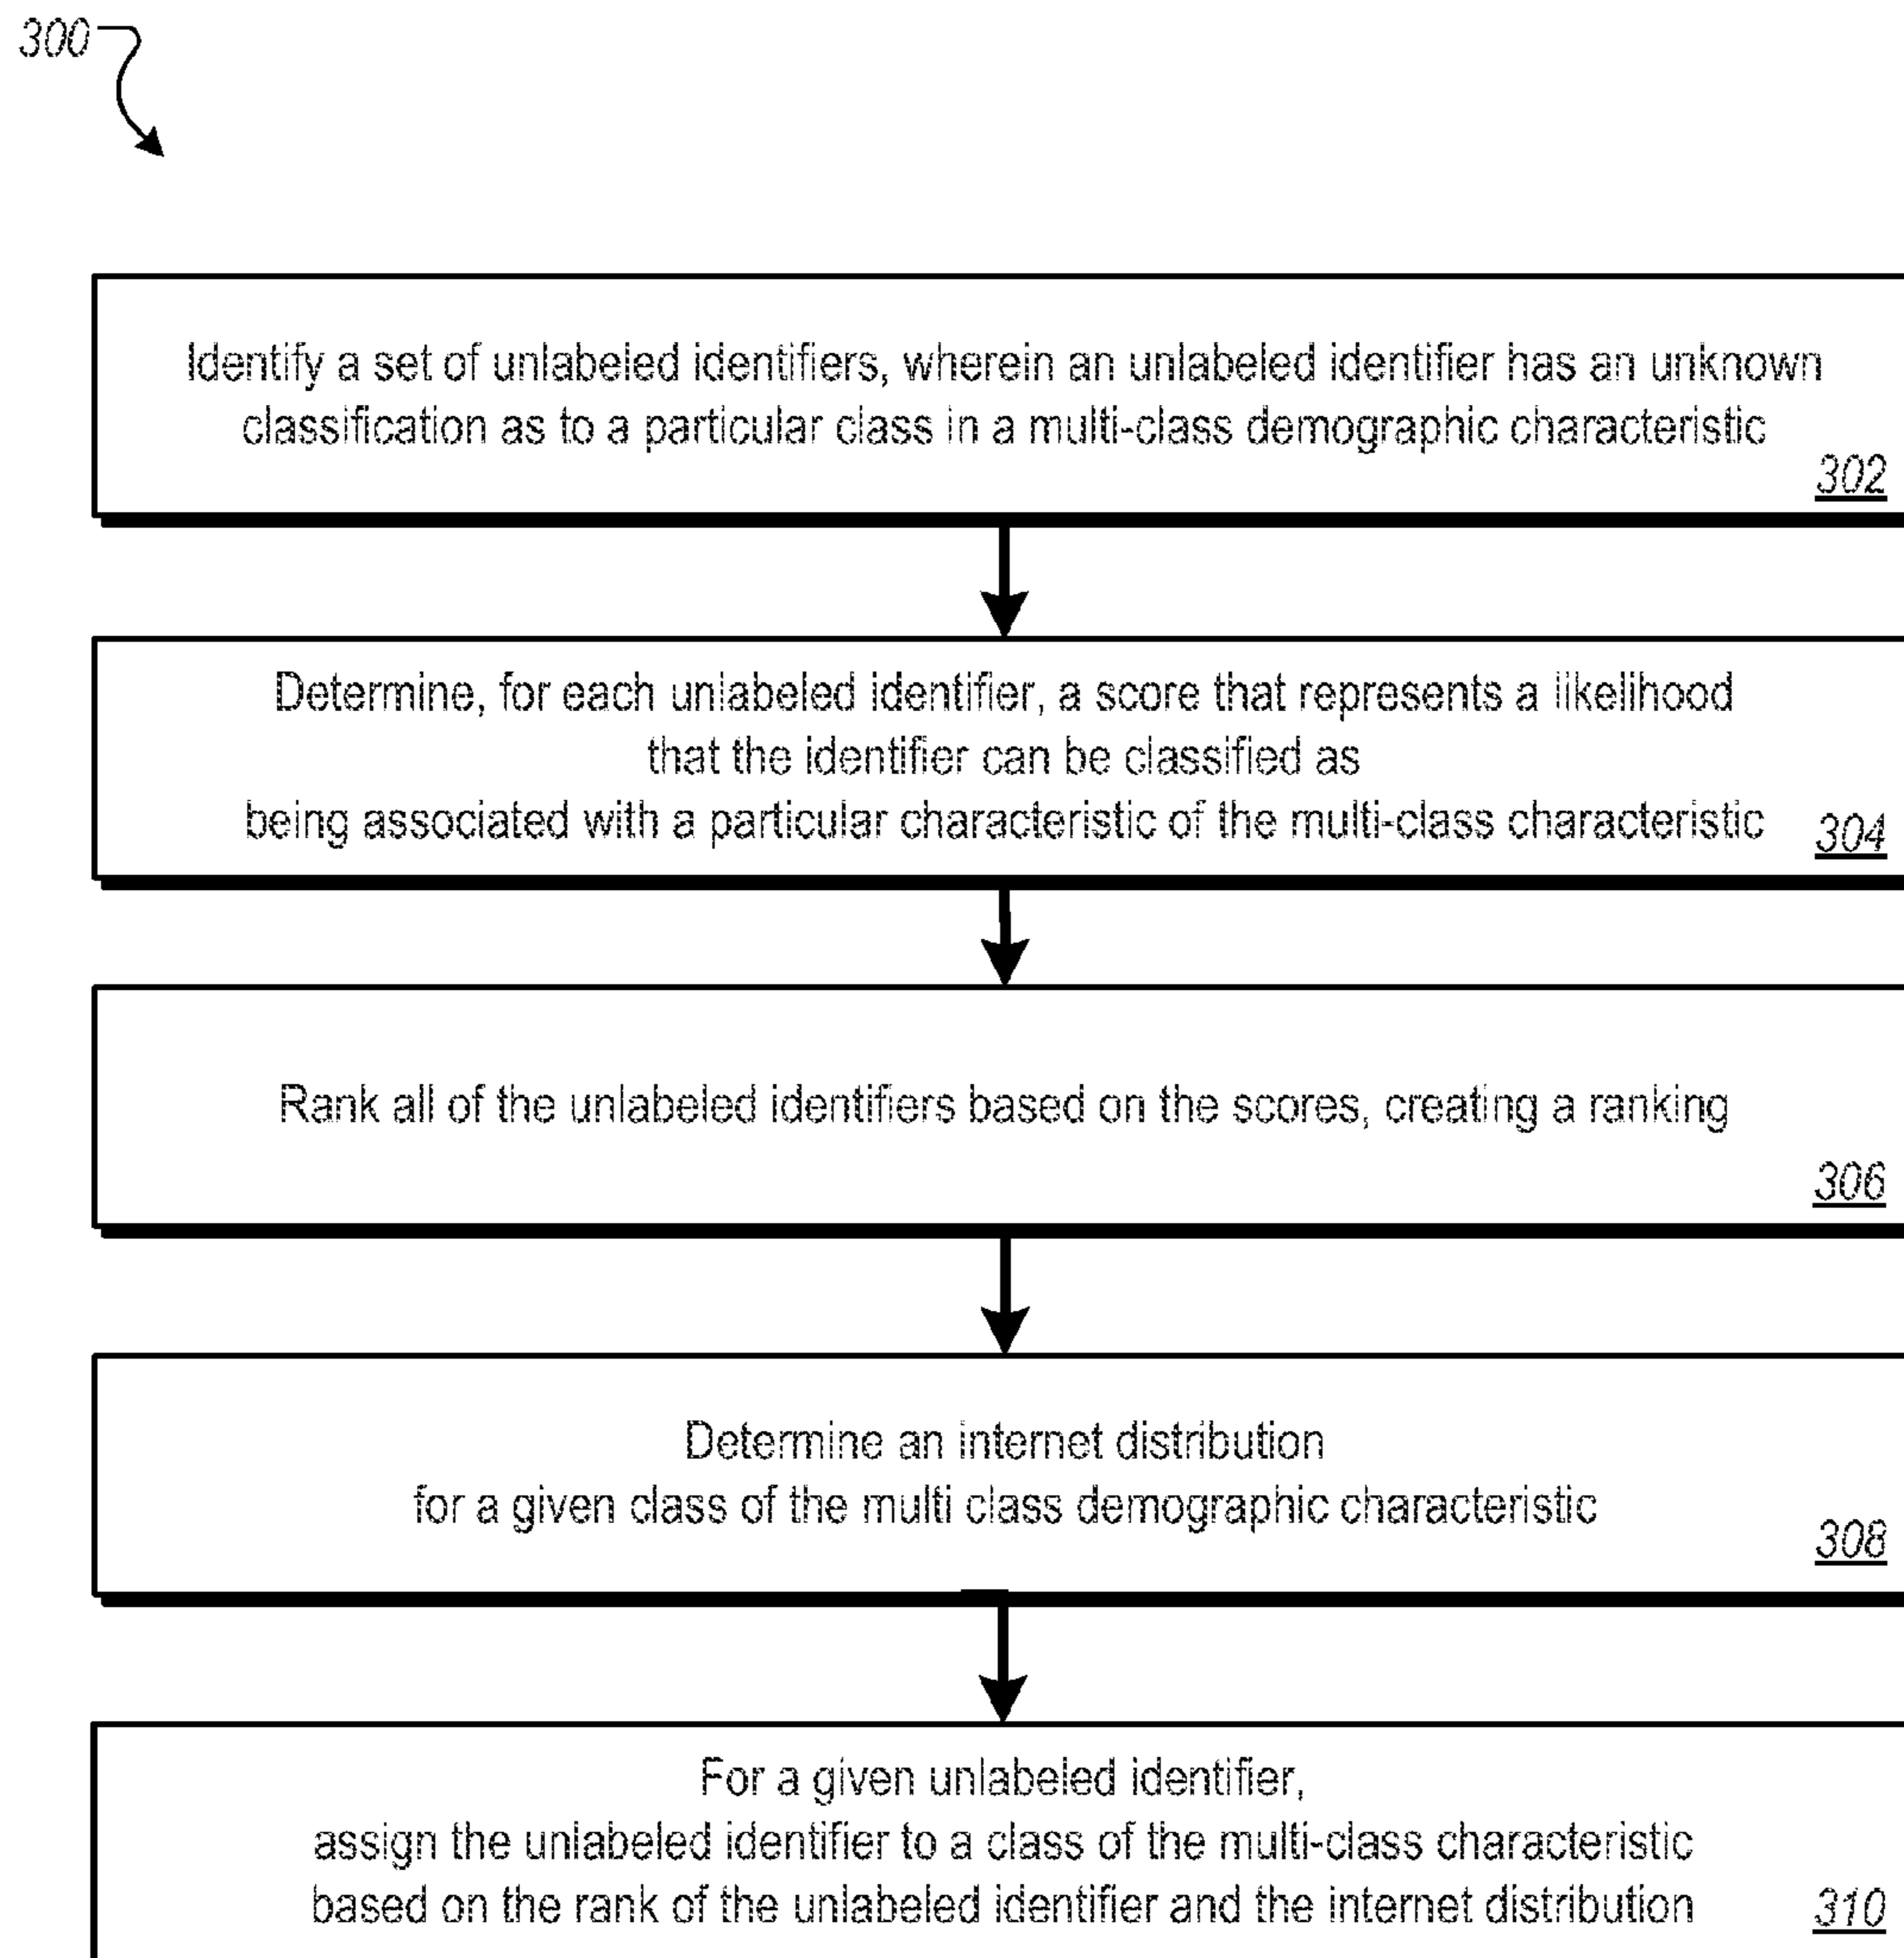 300
Identify a set of unlabeled identifiers, wherein an unlabeled identifier has an unknown
classification as to a particular class in a multi-class demographic characteristic
302
Determine, for each unlabeled identifier, a score that represents a likelihood
that the identifier can be classified as
being associated with a particular characteristic of the multi-class characteristic
304
Rank all of the unlabeled identifiers based on the scores, creating a ranking
306
Determine an internet distribution
for a given class of the multi class demographic characteristic
308
For a given unlabeled identifier,
assign the unlabeled identifier to a class of the multi-class characteristic
based on the rank of the unlabeled identifier and the internet distribution
310